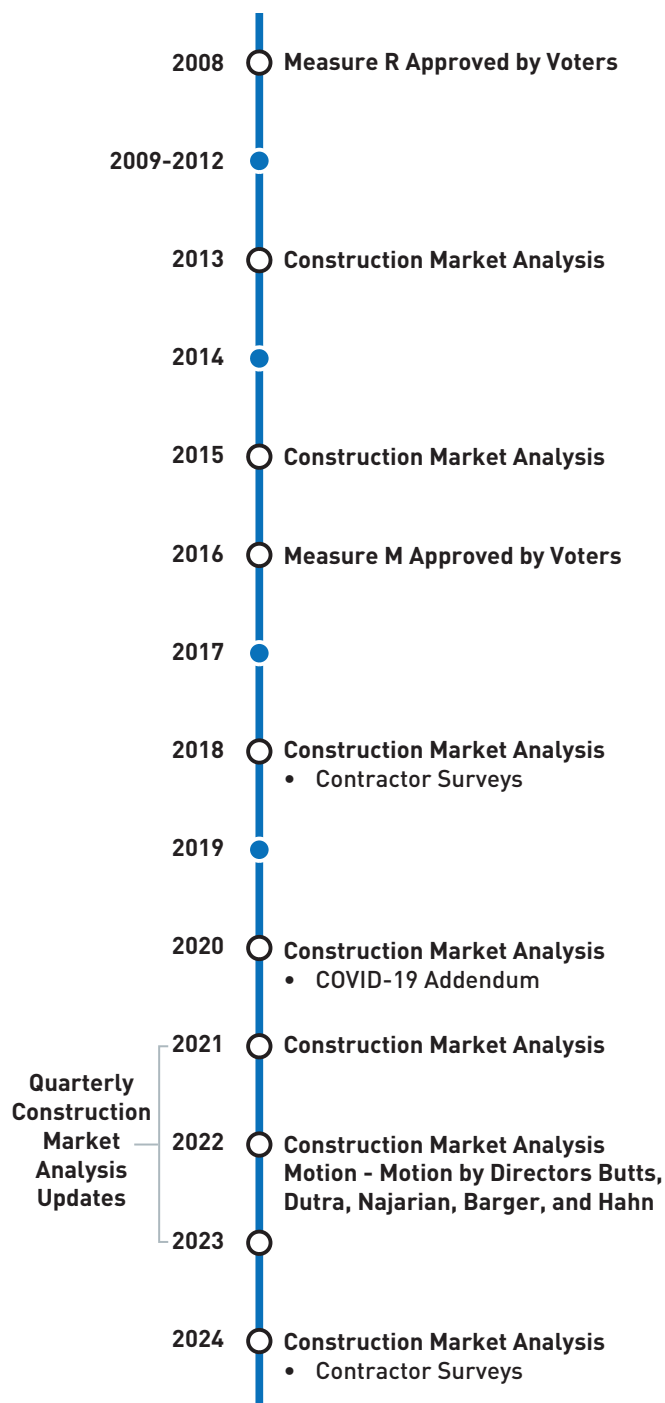 2008 Measure R Approved by Voters
2009-2012
2013 Construction Market Analysis
2014
2015 Construction Market Analysis
2016 Measure M Approved by Voters
2017
2018 Construction Market Analysis
• Contractor Surveys
2019
2020 Construction Market Analysis
• COVID-19 Addendum
Quarterly
Construction
Market
Analysis
Updates
2021 Construction Market Analysis
2022 Construction Market Analysis
Motion - Motion by Directors Butts,
Dutra, Najarian, Barger, and Hahn
2023
2024 Construction Market Analysis
• Contractor Surveys